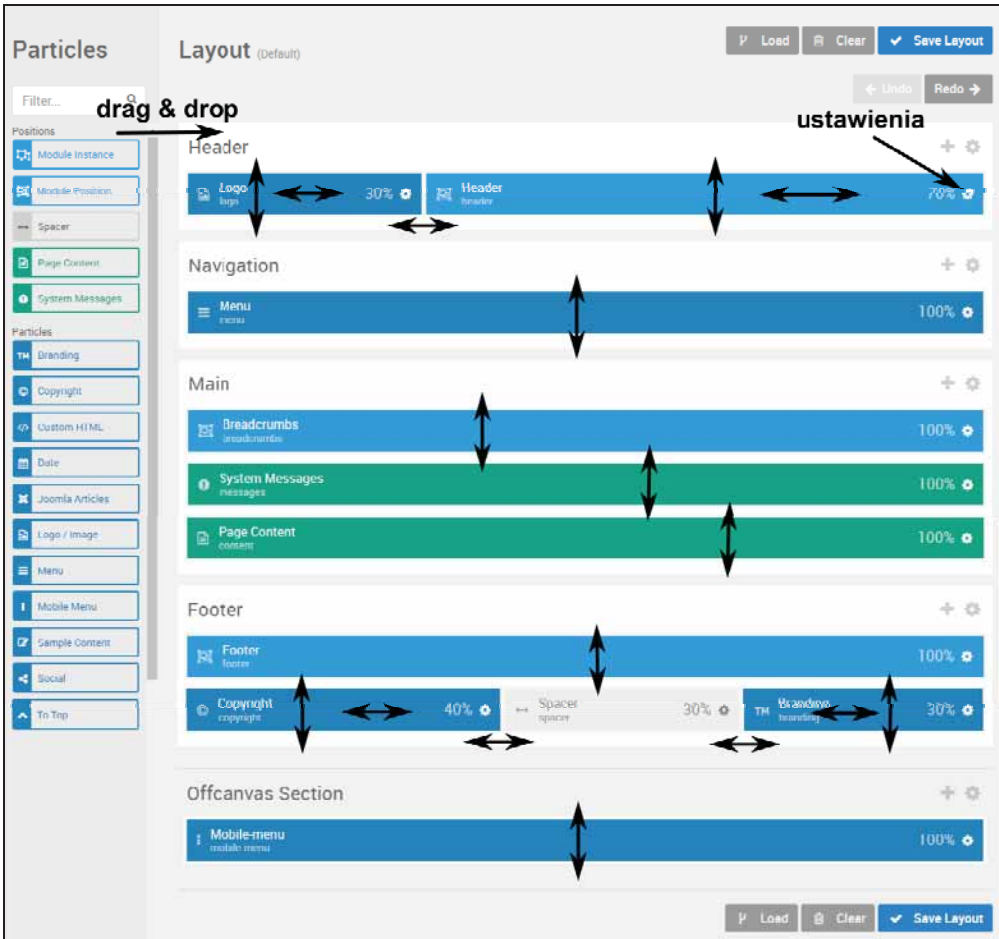 Particles
Filter...
Positions
Module Instance
Module Position
Spacer
Page Content
System Messages
Particles
TM Branding
Copyright
Custom HTML
Date
Joomla Articles
Logo / Image
Menu
Mobile Menu
Sample Content
Social
To Top
drag & drop
Layout (Default)
Load Clear Save Layout
Undo Redo
ustawienia
Header
Logo 30% Header 70%
logo header
Navigation
Menu 100%
menu
Main
Breadcrumbs 100%
breadcrumbs
System Messages 100%
messages
Page Content 100%
content
Footer
Footer 100%
footer
Copyright 40% Spacer 30% TM Branding 30%
copyright spacer branding
Offcanvas Section
Mobile-menu 100%
mobile menu
Load Clear Save Layout